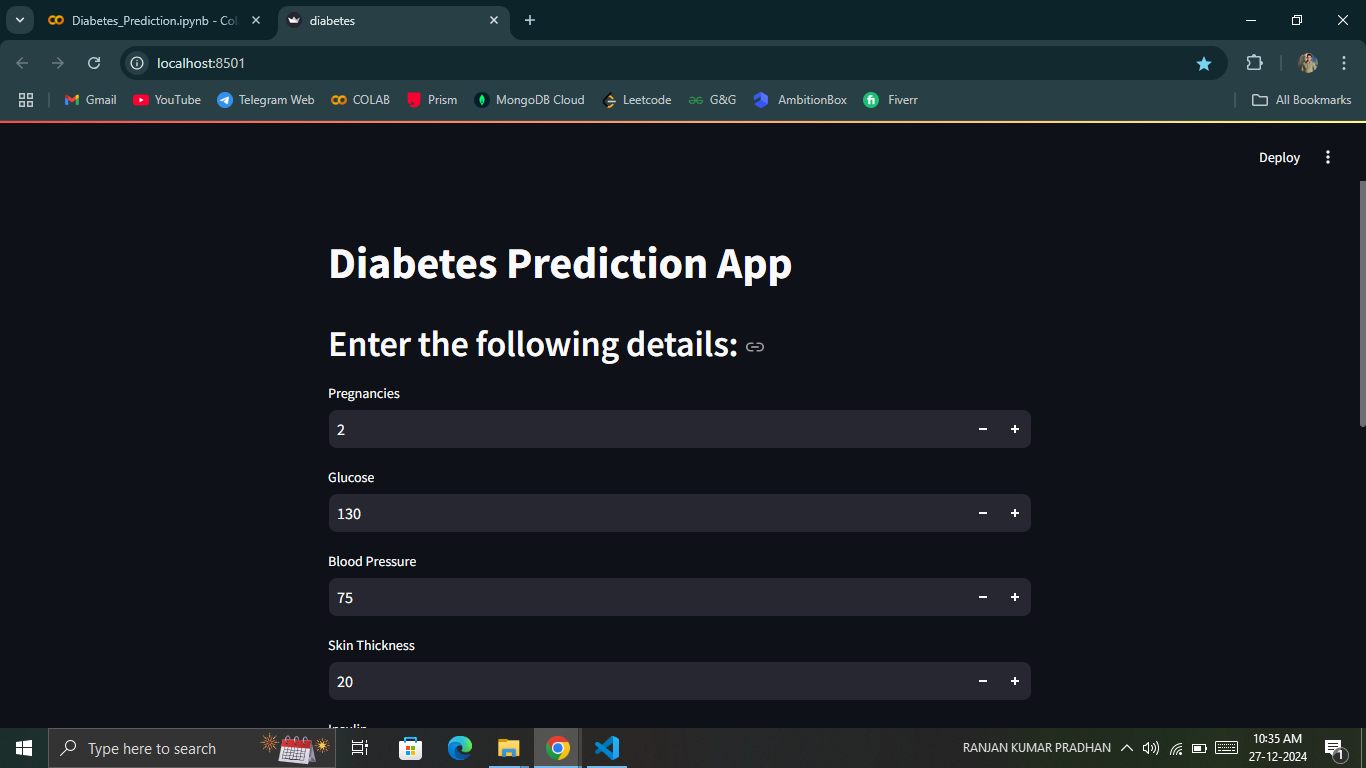 Diabetes_Prediction.ipynb - Col
diabetes
localhost:8501
Gmail
YouTube
Telegram Web
COLAB
Prism
MongoDB Cloud
Leetcode
G&G
AmbitionBox
Fiverr
All Bookmarks
Deploy
Diabetes Prediction App
Enter the following details:
Pregnancies
2
Glucose
130
Blood Pressure
75
Skin Thickness
20
Insulin
Type here to search
RANJAN KUMAR PRADHAN
10:35 AM
27-12-2024
1